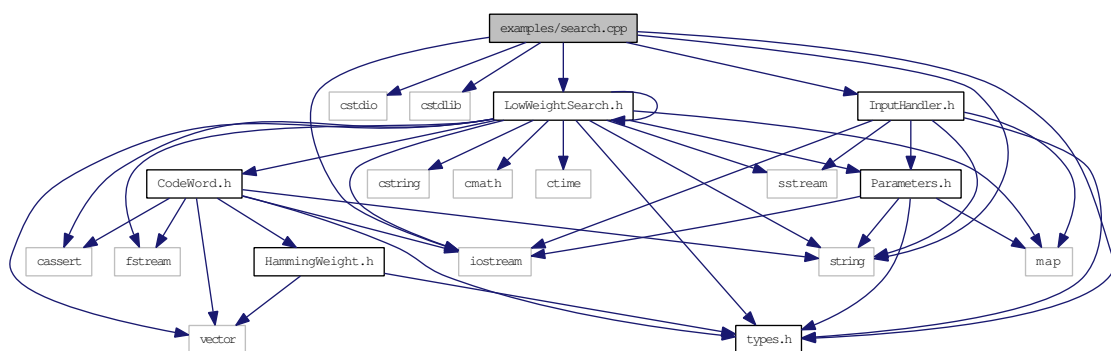 examples/search.cpp
cstdio
cstdlib
LowWeightSearch.h
InputHandler.h
CodeWord.h
cstring
cmath
ctime
sstream
Parameters.h
cassert
fstream
HammingWeight.h
iostream
string
map
vector
types.h